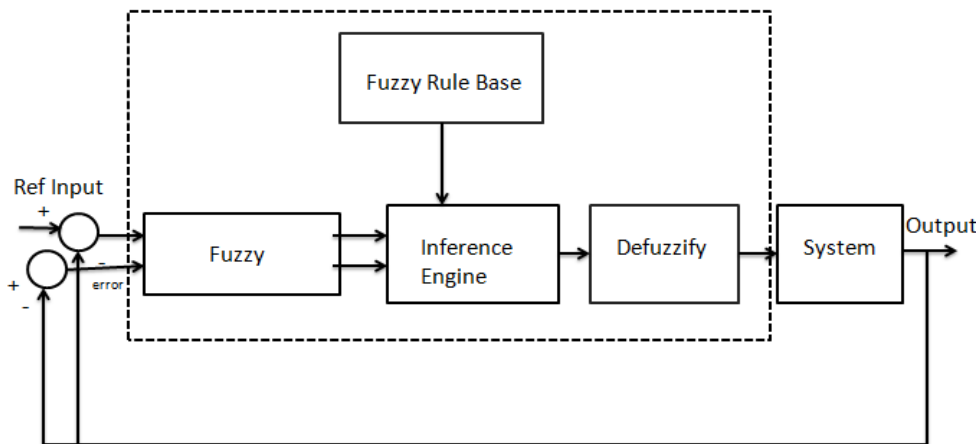 Fuzzy Rule Base
Ref Input
+
Fuzzy
Inference
Engine
Defuzzify
System
Output
-
error
+
-